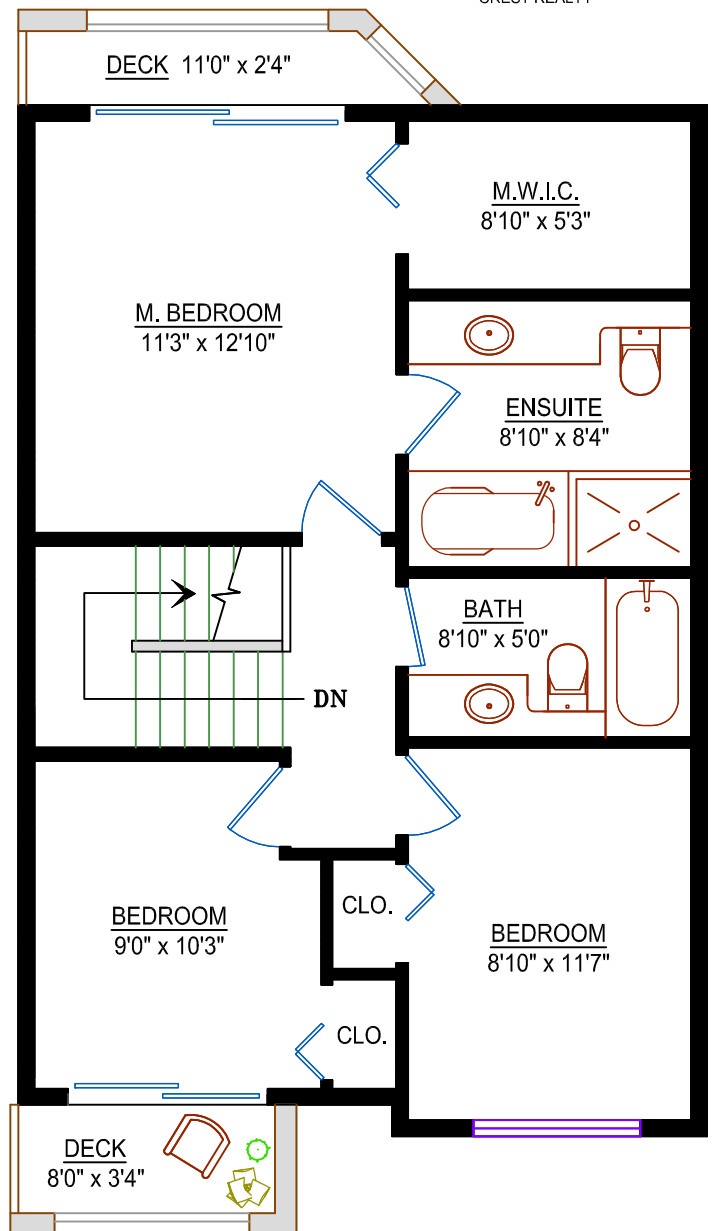 CREST REALTY
DECK 11'0" x 2'4"
M.W.I.C.
8'10" x 5'3"
M. BEDROOM
11'3" x 12'10"
ENSUITE
8'10" x 8'4"
BATH
8'10" x 5'0"
DN
BEDROOM
9'0" x 10'3"
CLO.
BEDROOM
8'10" x 11'7"
CLO.
DECK
8'0" x 3'4"